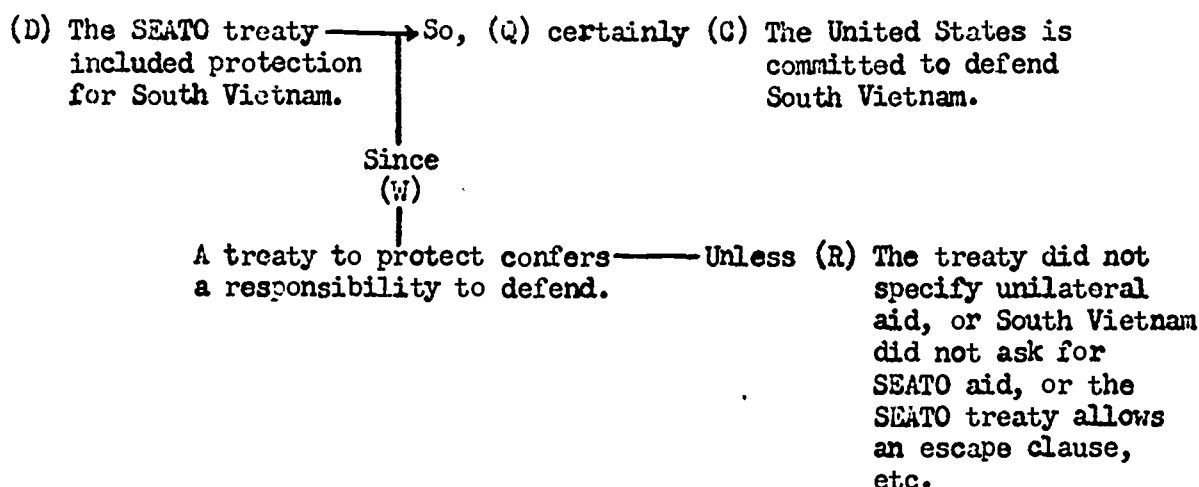 (D) The SEATO treaty So, (Q) certainly (C) The United States is
included protection committed to defend
for South Vietnam. South Vietnam.
Since
(W)
A treaty to protect confers Unless (R) The treaty did not
a responsibility to defend. specify unilateral
aid, or South Vietnam
did not ask for
SEATO aid, or the
SEATO treaty allows
an escape clause,
etc.